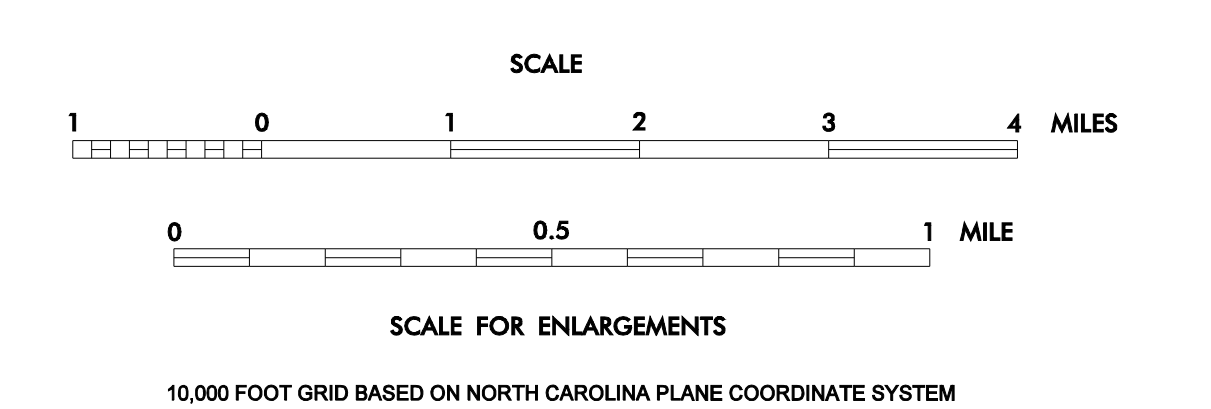 SCALE
1 0 1 2 3 4 MILES
0 0.5 1 MILE
SCALE FOR ENLARGEMENTS
10,000 FOOT GRID BASED ON NORTH CAROLINA PLANE COORDINATE SYSTEM